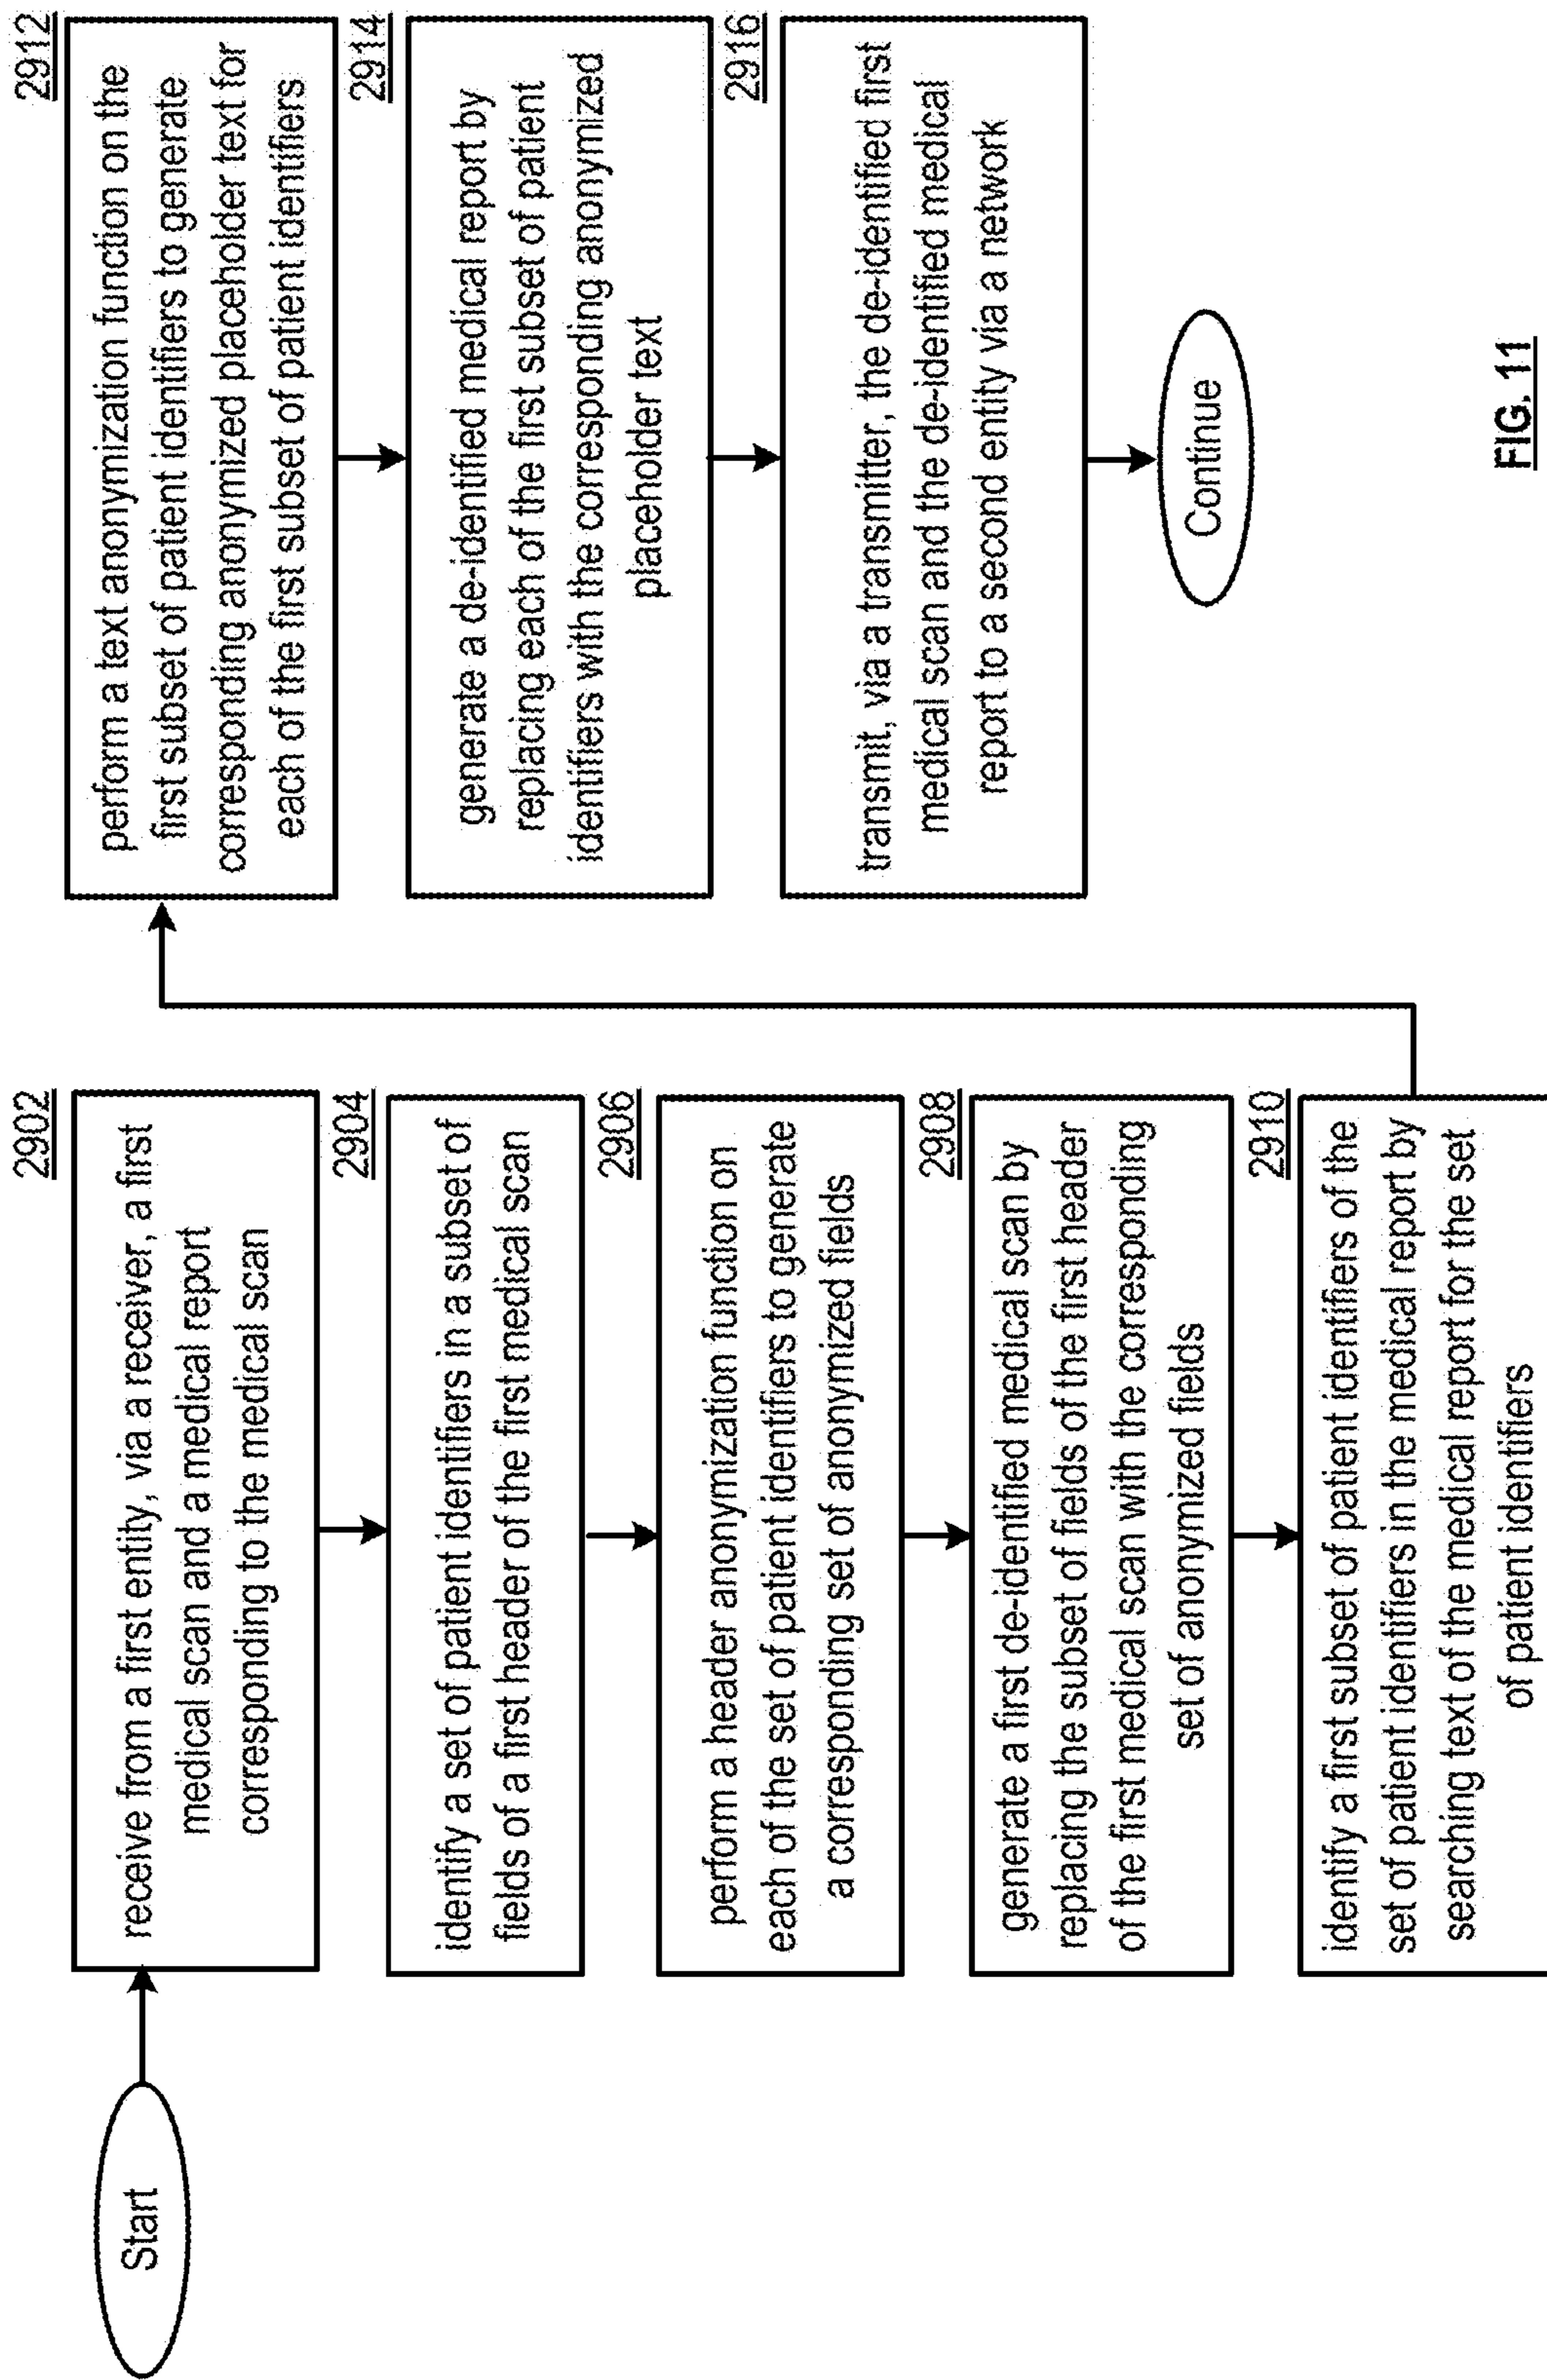 Start
2902
receive from a first entity, via a receiver, a first
medical scan and a medical report
corresponding to the medical scan
2904
identify a set of patient identifiers in a subset of
fields of a first header of the first medical scan
2906
perform a header anonymization function on
each of the set of patient identifiers to generate
a corresponding set of anonymized fields
2908
generate a first de-identified medical scan by
replacing the subset of fields of the first header
of the first medical scan with the corresponding
set of anonymized fields
2910
identify a first subset of patient identifiers of the
set of patient identifiers in the medical report by
searching text of the medical report for the set
of patient identifiers
2912
perform a text anonymization function on the
first subset of patient identifiers to generate
corresponding anonymized placeholder text for
each of the first subset of patient identifiers
2914
generate a de-identified medical report by
replacing each of the first subset of patient
identifiers with the corresponding anonymized
placeholder text
2916
transmit, via a transmitter, the de-identified first
medical scan and the de-identified medical
report to a second entity via a network
Continue
FIG. 11